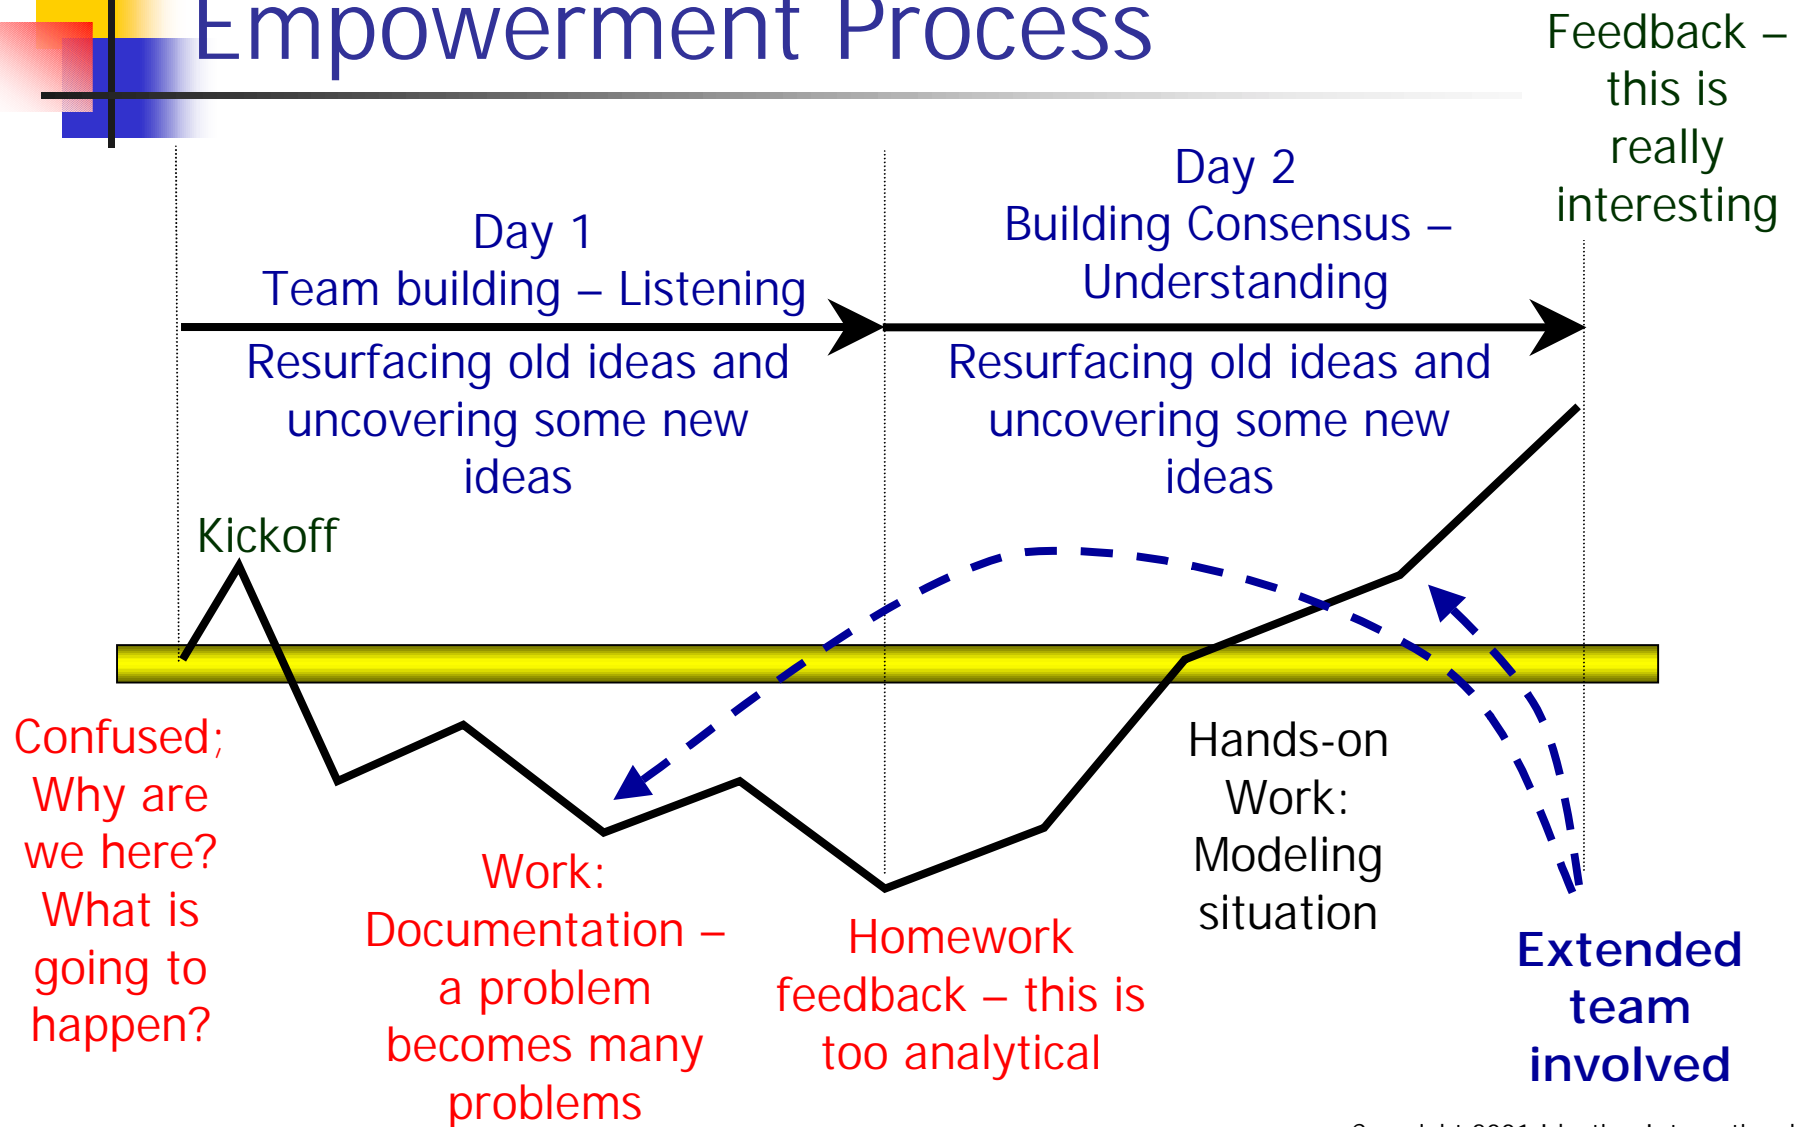 Empowerment Process
Feedback –
this is
really
interesting
Day 1
Team building – Listening
Day 2
Building Consensus –
Understanding
Resurfacing old ideas and
uncovering some new
ideas
Resurfacing old ideas and
uncovering some new
ideas
Kickoff
Confused;
Why are
we here?
What is
going to
happen?
Work:
Documentation –
a problem
becomes many
problems
Homework
feedback – this is
too analytical
Hands-on
Work:
Modeling
situation
Extended
team
involved